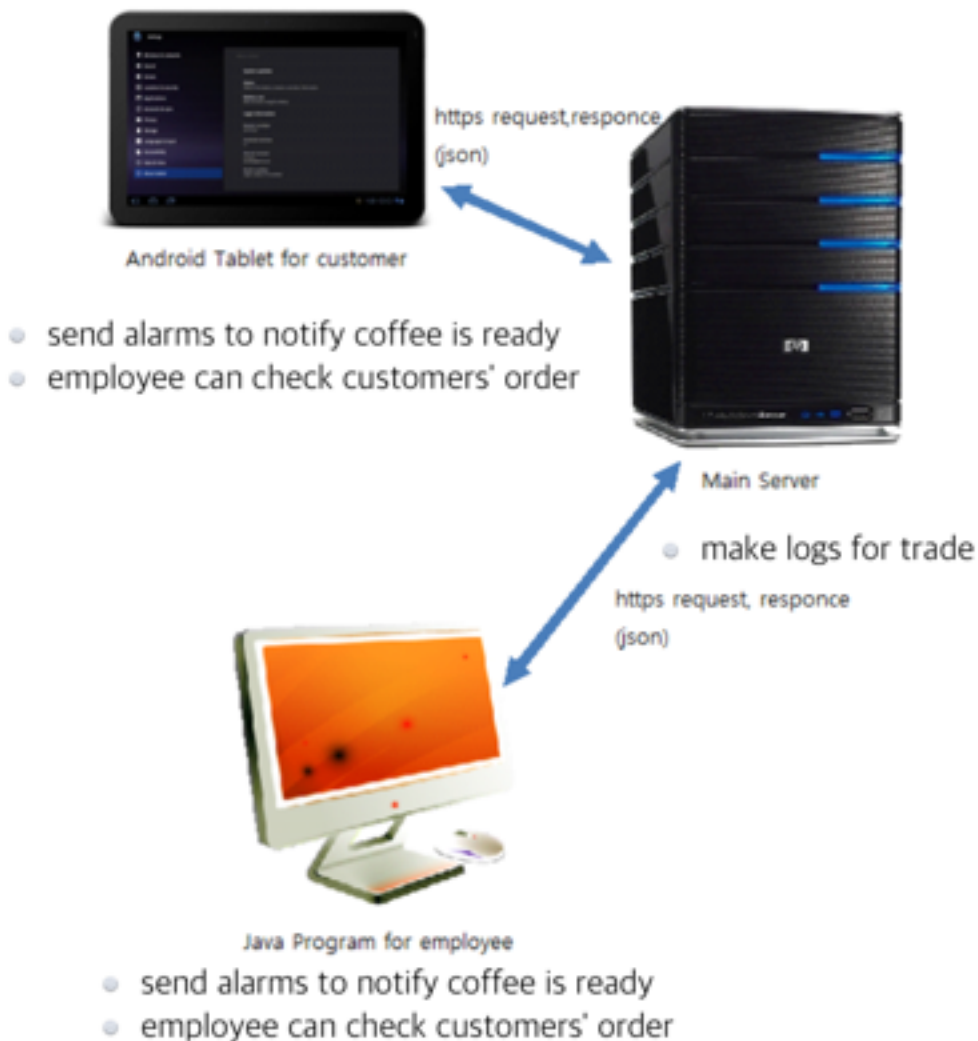 https request,responce
(json)
Android Tablet for customer
send alarms to notify coffee is ready
employee can check customers' order
Main Server
make logs for trade
https request, responce
(json)
Java Program for employee
send alarms to notify coffee is ready
employee can check customers' order